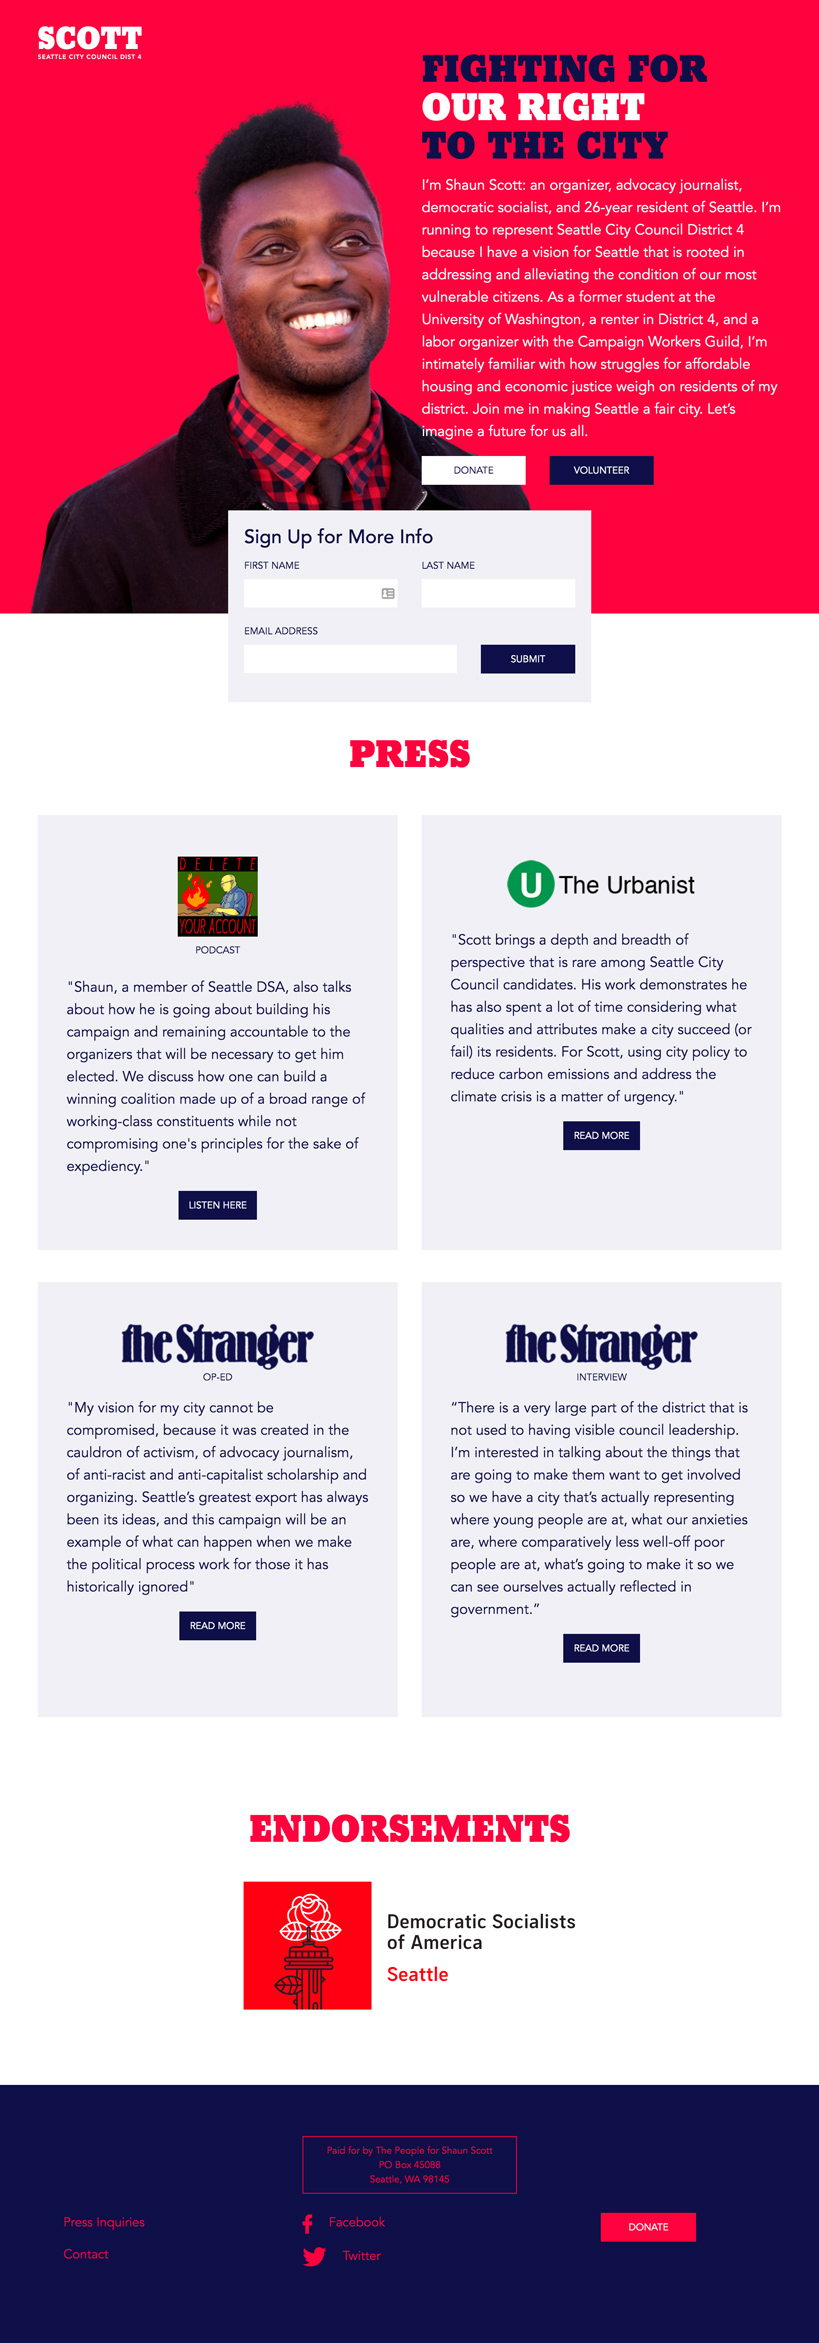 SCOTT
SEATTLE CITY COUNCIL DIST 4
FIGHTING FOR
OUR RIGHT
TO THE CITY
I'm Shaun Scott: an organizer, advocacy journalist,
democratic socialist, and 26-year resident of Seattle. I'm
running to represent Seattle City Council District 4
because I have a vision for Seattle that is rooted in
addressing and alleviating the condition of our most
vulnerable citizens. As a former student at the
University of Washington, a renter in District 4, and a
labor organizer with the Campaign Workers Guild, I'm
intimately familiar with how struggles for affordable
housing and economic justice weigh on residents of my
district. Join me in making Seattle a fair city. Let's
imagine a future for us all.
DONATE
VOLUNTEER
Sign Up for More Info
FIRST NAME
LAST NAME
EMAIL ADDRESS
SUBMIT
PRESS
DELETE
YOUR ACCOUNT
PODCAST
"Shaun, a member of Seattle DSA, also talks
about how he is going about building his
campaign and remaining accountable to the
organizers that will be necessary to get him
elected. We discuss how one can build a
winning coalition made up of a broad range of
working-class constituents while not
compromising one's principles for the sake of
expediency."
LISTEN HERE
U The Urbanist
"Scott brings a depth and breadth of
perspective that is rare among Seattle City
Council candidates. His work demonstrates he
has also spent a lot of time considering what
qualities and attributes make a city succeed (or
fail) its residents. For Scott, using city policy to
reduce carbon emissions and address the
climate crisis is a matter of urgency."
READ MORE
the Stranger
OP-ED
"My vision for my city cannot be
compromised, because it was created in the
cauldron of activism, of advocacy journalism,
of anti-racist and anti-capitalist scholarship and
organizing. Seattle's greatest export has always
been its ideas, and this campaign will be an
example of what can happen when we make
the political process work for those it has
historically ignored"
READ MORE
the Stranger
INTERVIEW
“There is a very large part of the district that is
not used to having visible council leadership.
I'm interested in talking about the things that
are going to make them want to get involved
so we have a city that's actually representing
where young people are at, what our anxieties
are, where comparatively less well-off poor
people are at, what's going to make it so we
can see ourselves actually reflected in
government.”
READ MORE
ENDORSEMENTS
Democratic Socialists
of America
Seattle
Paid for by The People for Shaun Scott
PO Box 45088
Seattle, WA 98145
Press Inquiries
Contact
Facebook
Twitter
DONATE